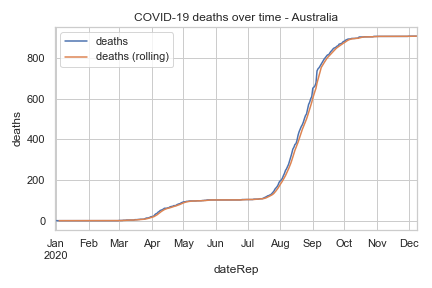 COVID-19 deaths over time - Australia
deaths
deaths (rolling)
800
600
400
200
0
deaths
Jan Feb Mar Apr May Jun Jul Aug Sep Oct Nov Dec
2020
dateRep